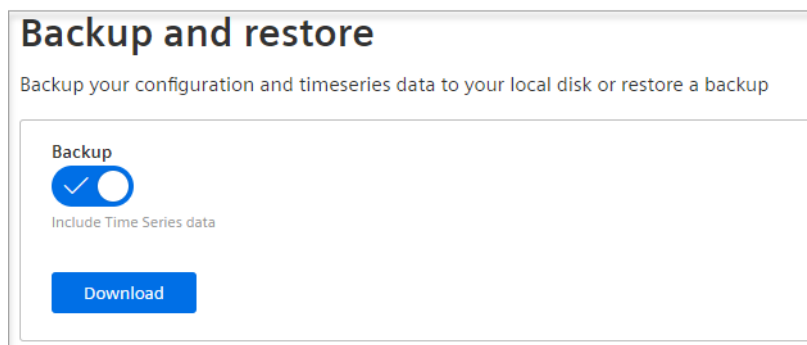 Backup and restore
Backup your configuration and timeseries data to your local disk or restore a backup
Backup
Include Time Series data
Download